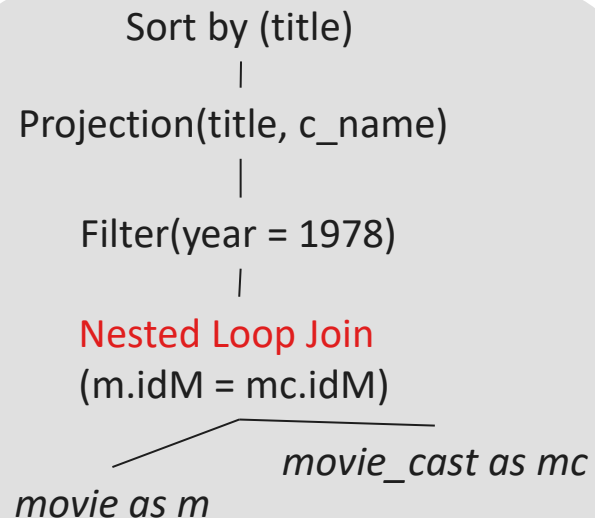 Sort by (title)
Projection(title, c_name)
Filter(year = 1978)
Nested Loop Join
(m.idM = mc.idM)
movie_cast as mc
movie as m